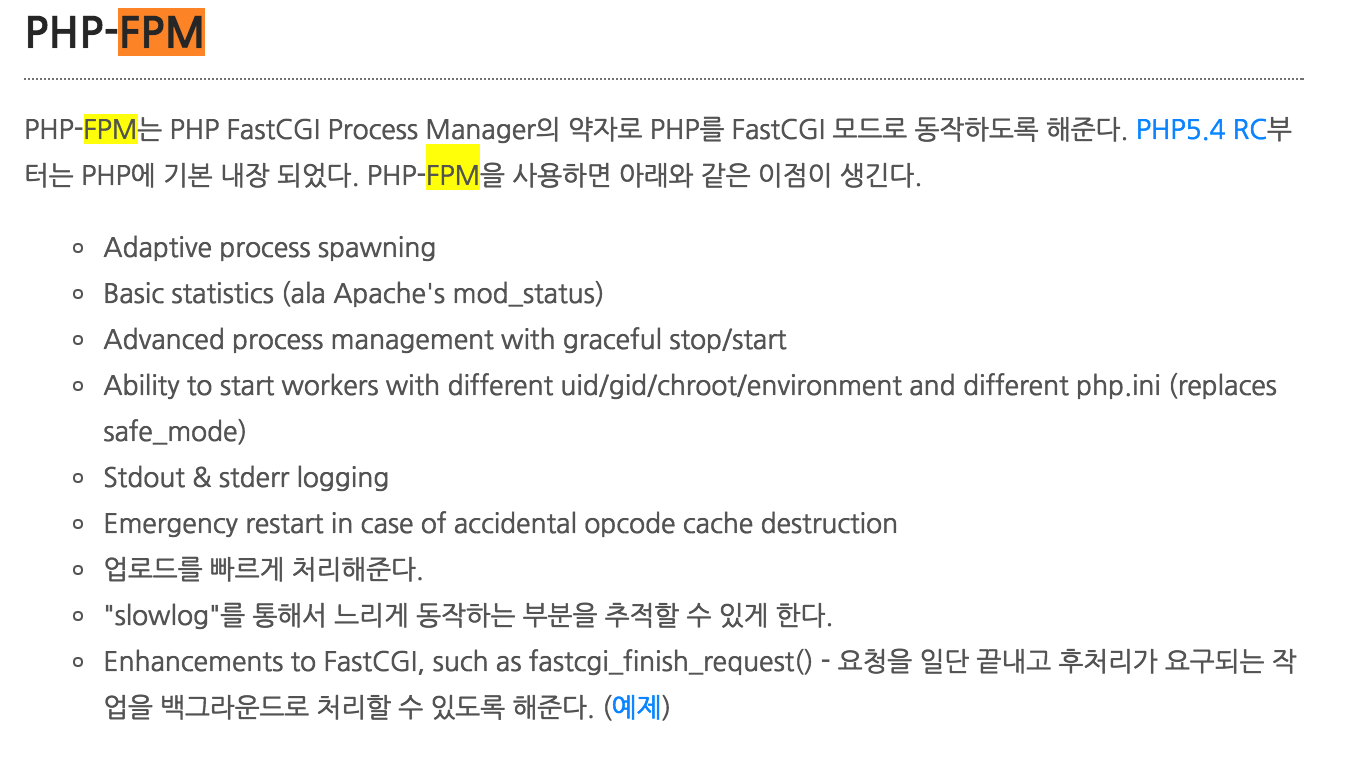 PHP-FPM
PHP-FPM는 PHP FastCGI Process Manager의 약자로 PHP를 FastCGI 모드로 동작하도록 해준다. PHP5.4 RC부
터는 PHP에 기본 내장 되었다. PHP-FPM을 사용하면 아래와 같은 이점이 생긴다.
Adaptive process spawning
Basic statistics (ala Apache's mod_status)
Advanced process management with graceful stop/start
Ability to start workers with different uid/gid/chroot/environment and different php.ini (replaces
safe_mode)
Stdout & stderr logging
Emergency restart in case of accidental opcode cache destruction
업로드를 빠르게 처리해준다.
"slowlog"를 통해서 느리게 동작하는 부분을 추적할 수 있게 한다.
Enhancements to FastCGI, such as fastcgi_finish_request() - 요청을 일단 끝내고 후처리가 요구되는 작
업을 백그라운드로 처리할 수 있도록 해준다. (예제)